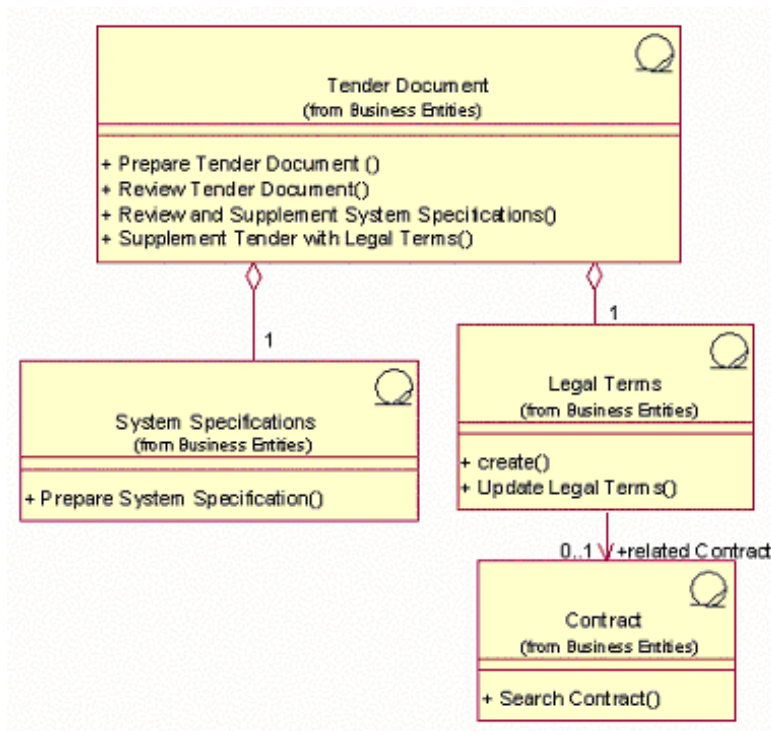 Tender Document
(from Business Entities)
+ Prepare Tender Document ()
+ Review Tender Document()
+ Review and Supplement System Specifications()
+ Supplement Tender with Legal Terms()
1
1
System Specifications
(from Business Entities)
+ Prepare System Specification()
Legal Terms
(from Business Entities)
+ create()
+ Update Legal Terms()
0..1
+related Contract
Contract
(from Business Entities)
+ Search Contract()